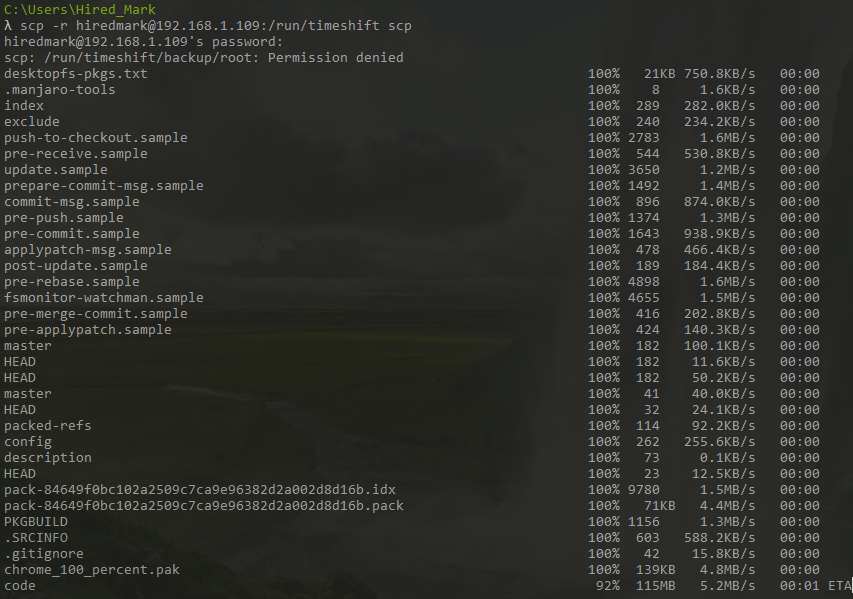 C:\Users\Hired_Mark
λ scp -r hiredmark@192.168.1.109:/run/timeshift scp
hiredmark@192.168.1.109's password:
scp: /run/timeshift/backup/root: Permission denied
desktopfs-pkgs.txt 100% 21KB 750.8KB/s 00:00
.manjaro-tools 100% 8 1.6KB/s 00:00
index 100% 289 282.0KB/s 00:00
exclude 100% 240 234.2KB/s 00:00
push-to-checkout.sample 100% 2783 1.6MB/s 00:00
pre-receive.sample 100% 544 530.8KB/s 00:00
update.sample 100% 3650 1.2MB/s 00:00
prepare-commit-msg.sample 100% 1492 1.4MB/s 00:00
commit-msg.sample 100% 896 874.0KB/s 00:00
pre-push.sample 100% 1374 1.3MB/s 00:00
pre-commit.sample 100% 1643 938.9KB/s 00:00
applypatch-msg.sample 100% 478 466.4KB/s 00:00
post-update.sample 100% 189 184.4KB/s 00:00
pre-rebase.sample 100% 4898 1.6MB/s 00:00
fsmonitor-watchman.sample 100% 4655 1.5MB/s 00:00
pre-merge-commit.sample 100% 416 202.8KB/s 00:00
pre-applypatch.sample 100% 424 140.3KB/s 00:00
master 100% 182 100.1KB/s 00:00
HEAD 100% 182 11.6KB/s 00:00
HEAD 100% 182 50.2KB/s 00:00
master 100% 41 40.0KB/s 00:00
HEAD 100% 32 24.1KB/s 00:00
packed-refs 100% 114 92.2KB/s 00:00
config 100% 262 255.6KB/s 00:00
description 100% 73 0.1KB/s 00:00
HEAD 100% 23 12.5KB/s 00:00
pack-84649f0bc102a2509c7ca9e96382d2a002d8d16b.idx 100% 9780 1.5MB/s 00:00
pack-84649f0bc102a2509c7ca9e96382d2a002d8d16b.pack 100% 71KB 4.4MB/s 00:00
PKGBUILD 100% 1156 1.3MB/s 00:00
.SRCINFO 100% 603 588.2KB/s 00:00
.gitignore 100% 42 15.8KB/s 00:00
chrome_100_percent.pak 100% 139KB 4.8MB/s 00:00
code 92% 115MB 5.2MB/s 00:01 ETA